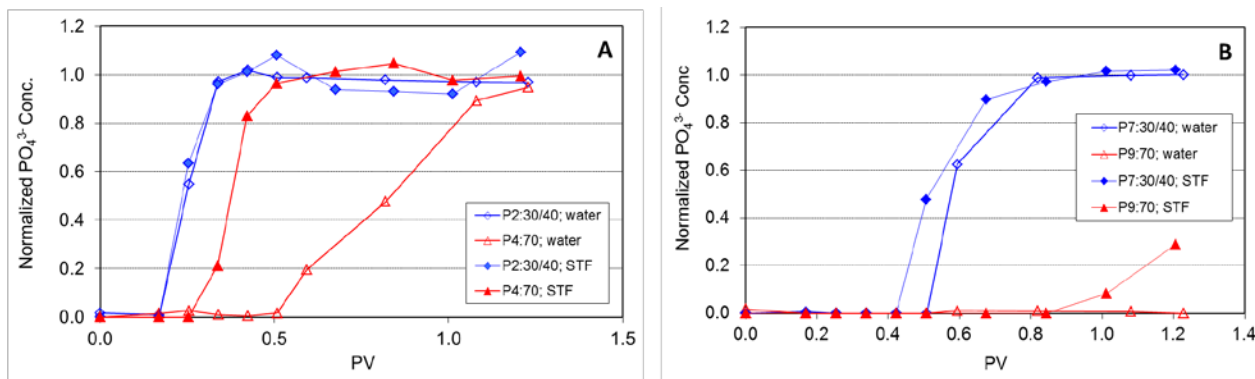 A
Normalized PO₄³⁻ Conc.
1.2
1.0
0.8
0.6
0.4
0.2
0.0
P2:30/40; water
P4:70; water
P2:30/40; STF
P4:70; STF
0.0 0.5 1.0 1.5
PV
B
Normalized PO₄³⁻ Conc
1.2
1.0
0.8
0.6
0.4
0.2
0.0
P7:30/40; water
P9:70; water
P7:30/40; STF
P9:70; STF
0.0 0.2 0.4 0.6 0.8 1.0 1.2 1.4
PV